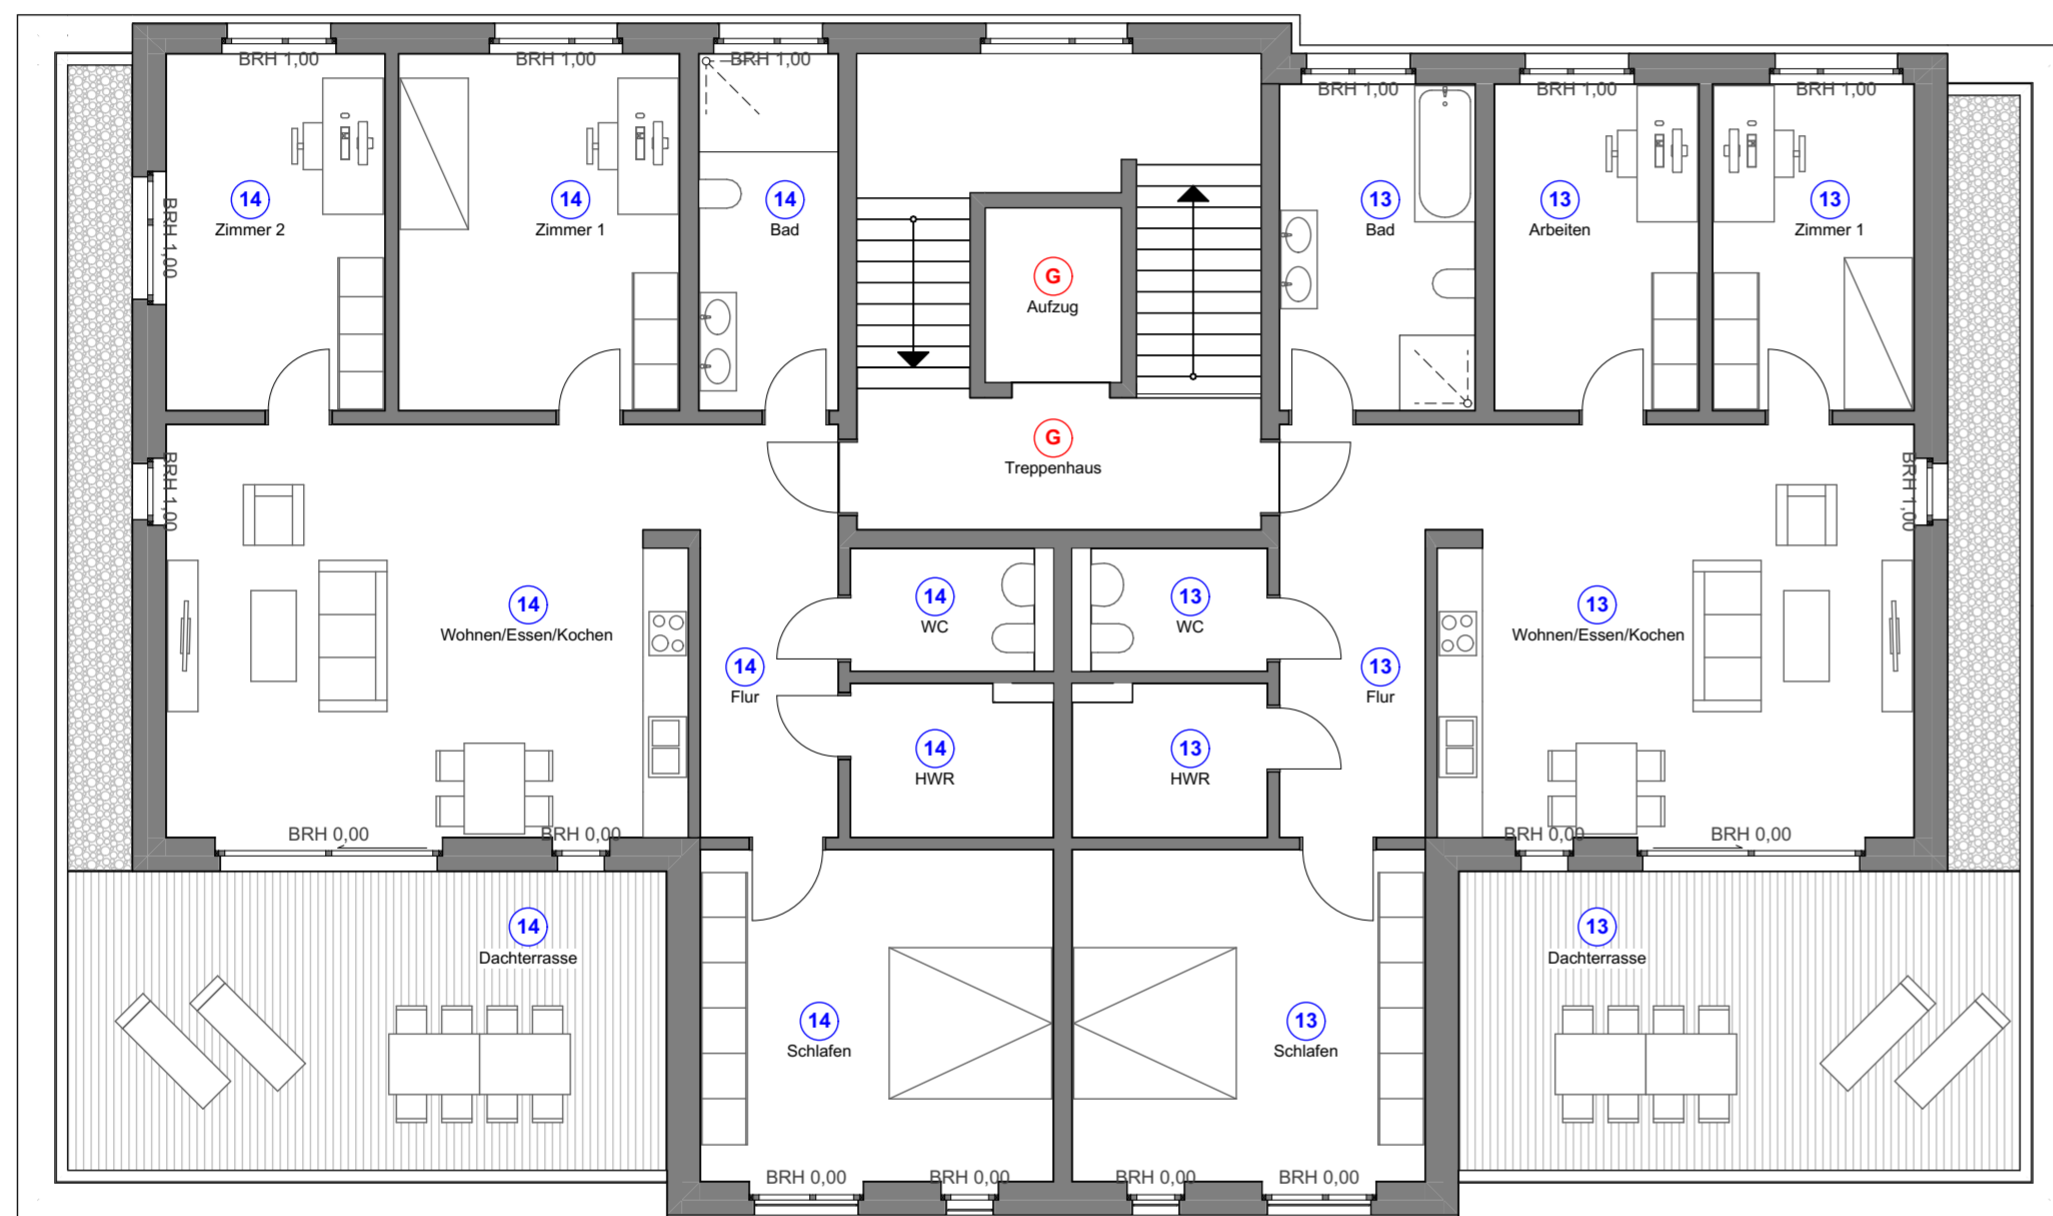 BRH 1,00
BRH 1,00
BRH 1,00
BRH 1,00
BRH 1,00
BRH 1,00
14
Zimmer 2
14
Zimmer 1
14
Bad
13
Bad
13
Arbeiten
13
Zimmer 1
BRH 1,00
G
Aufzug
G
Treppenhaus
BRH 1,00
BRH 1,00
14
Wohnen/Essen/Kochen
14
WC
13
WC
13
Wohnen/Essen/Kochen
14
Flur
13
Flur
14
HWR
13
HWR
BRH 0,00
BRH 0,00
BRH 0,00
BRH 0,00
14
Dachterrasse
13
Dachterrasse
14
Schlafen
13
Schlafen
BRH 0,00
BRH 0,00
BRH 0,00
BRH 0,00